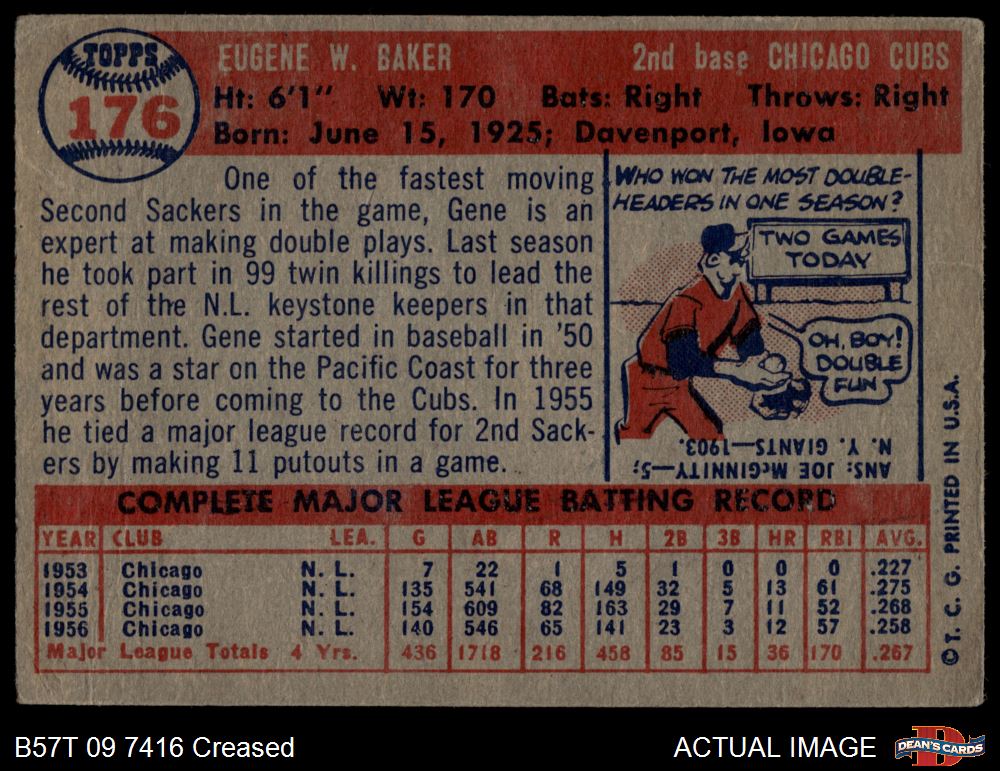 TOPPS
176
EUGENE W. BAKER 2nd base CHICAGO CUBS
Ht: 6'1" Wt: 170 Bats: Right Throws: Right
Born: June 15, 1925; Davenport, Iowa
One of the fastest moving
Second Sackers in the game, Gene is an
expert at making double plays. Last season
he took part in 99 twin killings to lead the
rest of the N.L. keystone keepers in that
department. Gene started in baseball in '50
and was a star on the Pacific Coast for three
years before coming to the Cubs. In 1955
he tied a major league record for 2nd Sack-
ers by making 11 putouts in a game.
WHO WON THE MOST DOUBLE-
HEADERS IN ONE SEASON?
TWO GAMES
TODAY
OH, BOY!
DOUBLE
FUN
ANS: JOE McGINNITY—5;
N. Y. GIANTS—1903.
COMPLETE MAJOR LEAGUE BATTING RECORD
YEAR CLUB LEA. G AB R H 2B 3B HR RBI AVG.
1953 Chicago N. L. 7 22 1 5 1 0 0 0 .227
1954 Chicago N. L. 135 541 68 149 32 5 13 61 .275
1955 Chicago N. L. 154 609 82 163 29 7 11 52 .268
1956 Chicago N. L. 140 546 65 141 23 3 12 57 .258
Major League Totals 4 Yrs. 436 1718 216 458 85 15 36 170 .267
© T. C. G. PRINTED IN U.S.A.
B57T 09 7416 Creased
ACTUAL IMAGE
D
DEAN'S CARDS